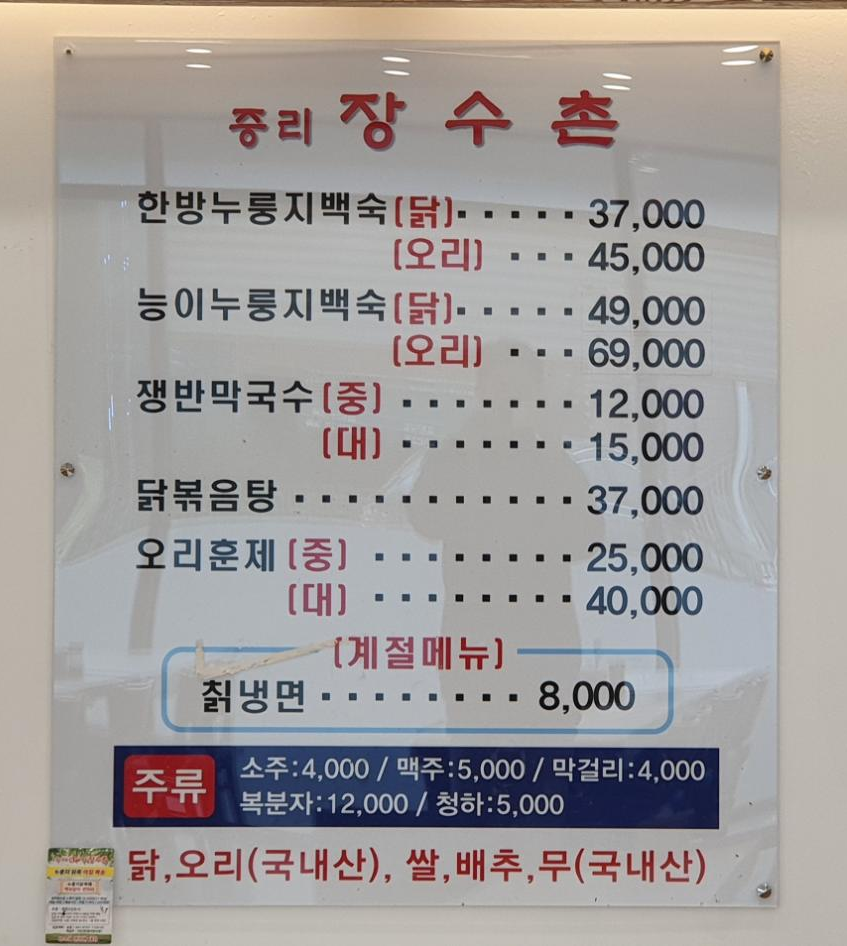 중리 장수촌
한방누룽지백숙(닭)·····37,000
(오리) ···45,000
능이누룽지백숙(닭)·····49,000
(오리) ···69,000
쟁반막국수(중) ·······12,000
(대) ·······15,000
닭볶음탕 ···········37,000
오리훈제(중) ········25,000
(대) ········40,000
(계절메뉴)
칡냉면 ········8,000
주류
소주:4,000 / 맥주:5,000 / 막걸리:4,000
복분자:12,000 / 청하:5,000
닭,오리(국내산), 쌀,배추,무(국내산)